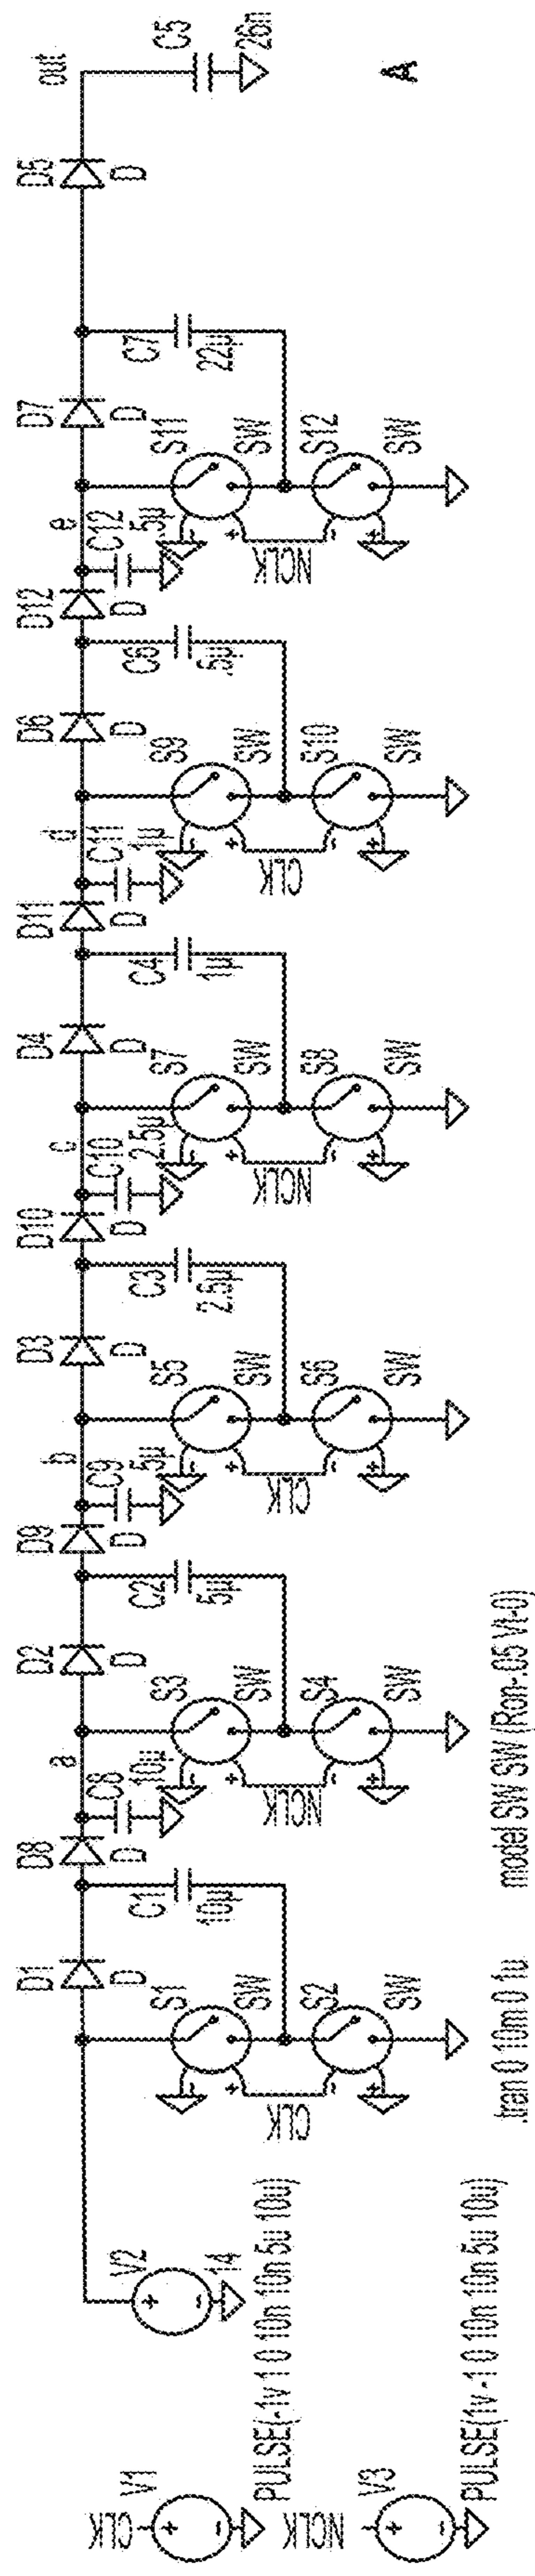 V1
CLK
PULSE(-1v 1 0 10n 10n 5u 10u)
V3
NCLK
PULSE(1v -1 0 10n 10n 5u 10u)
V2
14
D1
D
S1
SW
CLK
S2
SW
C1
10µ
D8
D
C8
10µ
a
D2
D
S3
SW
NCLK
S4
SW
C2
5µ
D9
D
C9
5µ
b
D3
D
S5
SW
CLK
S6
SW
C3
2.5µ
D10
D
C10
2.5µ
c
D4
D
S7
SW
NCLK
S8
SW
C4
1µ
D11
D
C11
1µ
d
D6
D
S9
SW
CLK
S10
SW
C6
.5µ
D12
D
C12
.5µ
e
D7
D
S11
SW
NCLK
S12
SW
C7
.22µ
D5
D
out
C5
26n
.tran 0 10m 0 1u
model SW SW (Ron-.05 Vt-0)
A